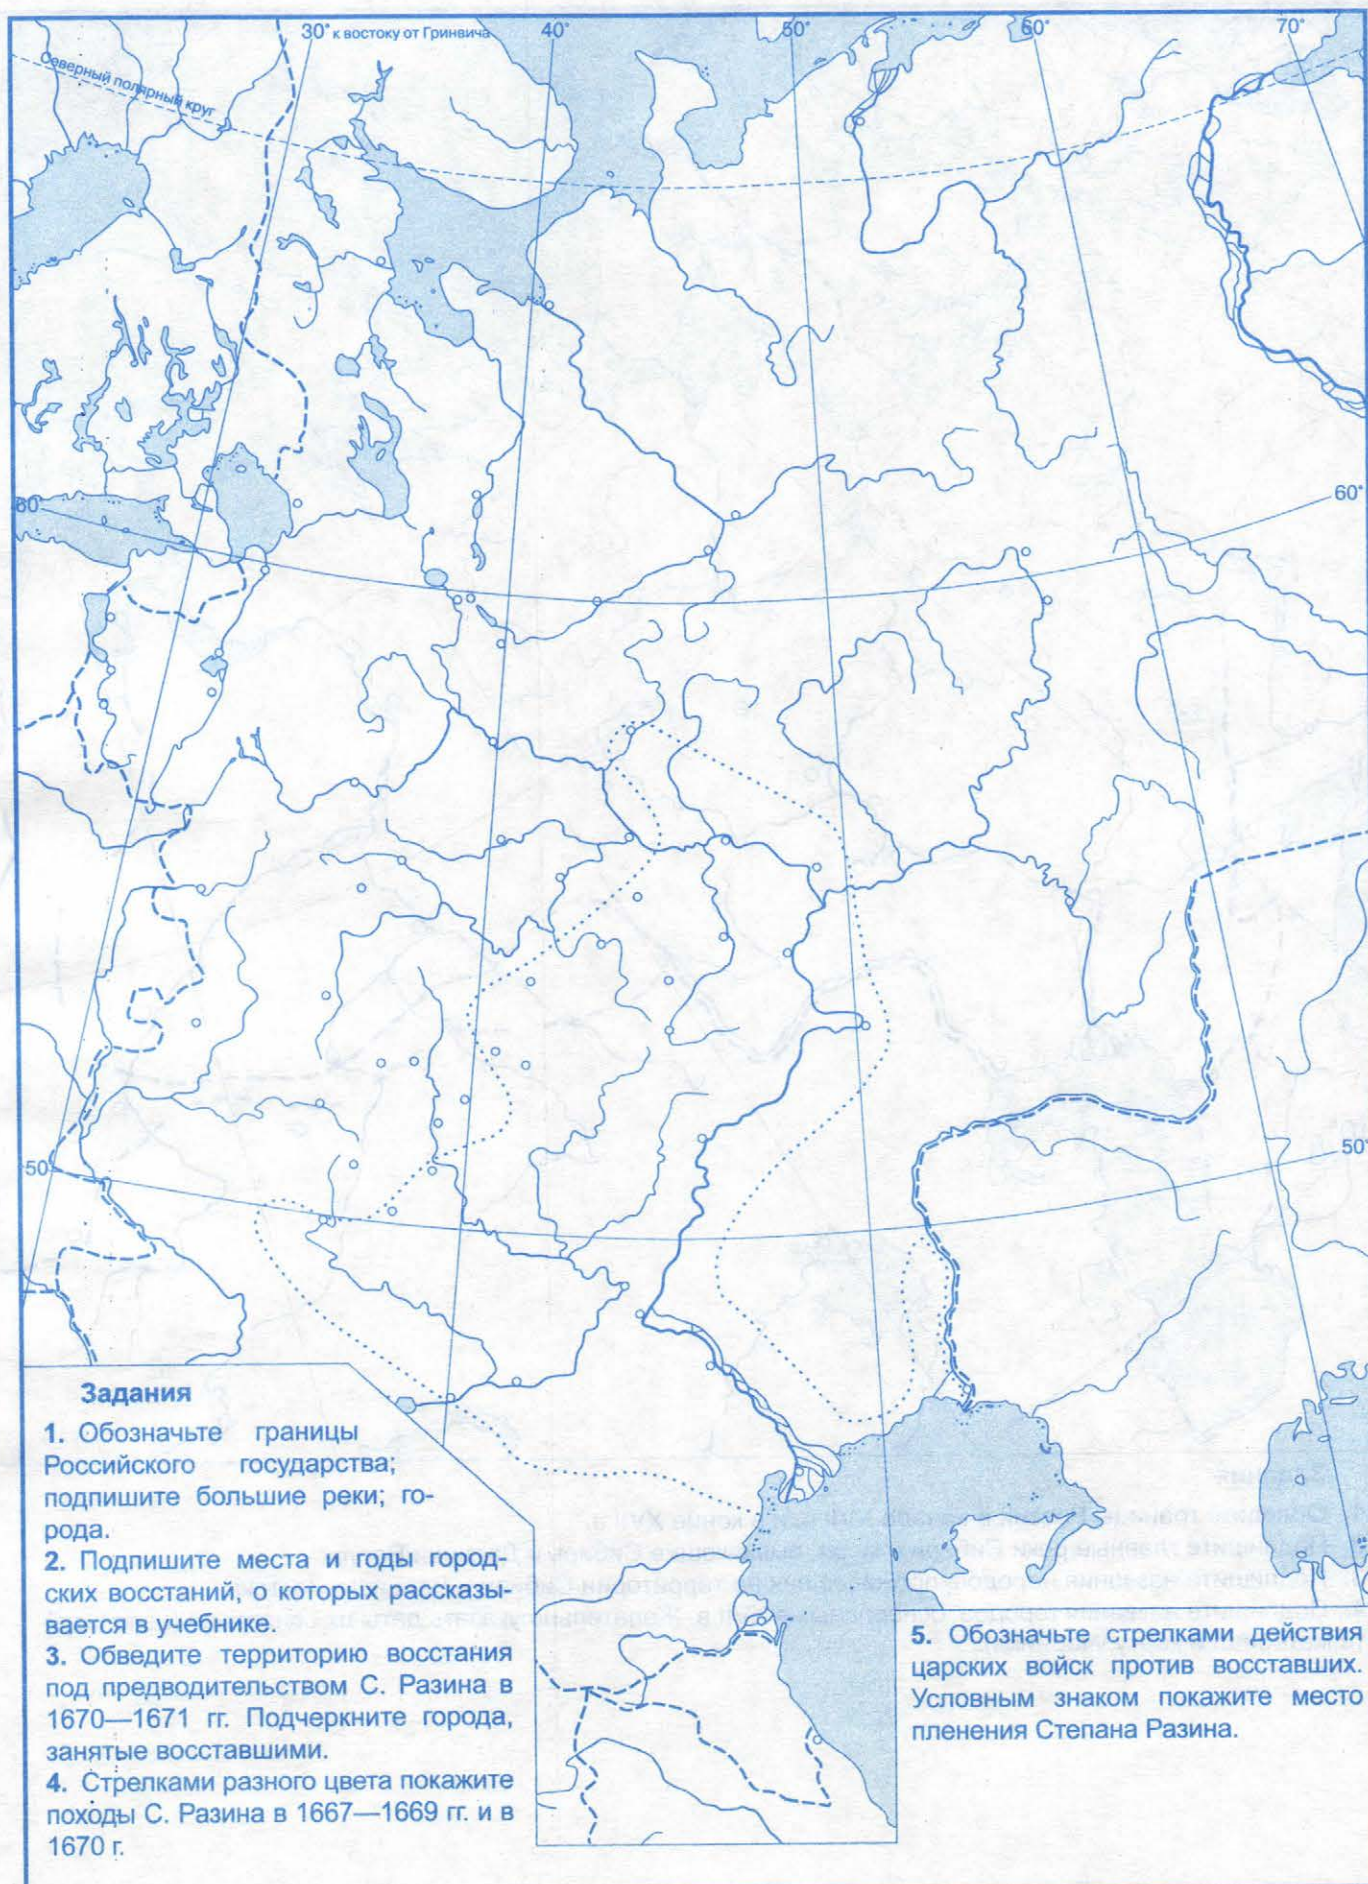 30° к востоку от Гринвича
40°
50°
60°
70°
Северный полярный круг
60°
60°
50°
50°
Задания
1. Обозначьте границы
Российского государства;
подпишите большие реки; го-
рода.
2. Подпишите места и годы город-
ских восстаний, о которых рассказы-
вается в учебнике.
3. Обведите территорию восстания
под предводительством С. Разина в
1670—1671 гг. Подчеркните города,
занятые восставшими.
4. Стрелками разного цвета покажите
походы С. Разина в 1667—1669 гг. и в
1670 г.
5. Обозначьте стрелками действия
царских войск против восставших.
Условным знаком покажите место
пленения Степана Разина.